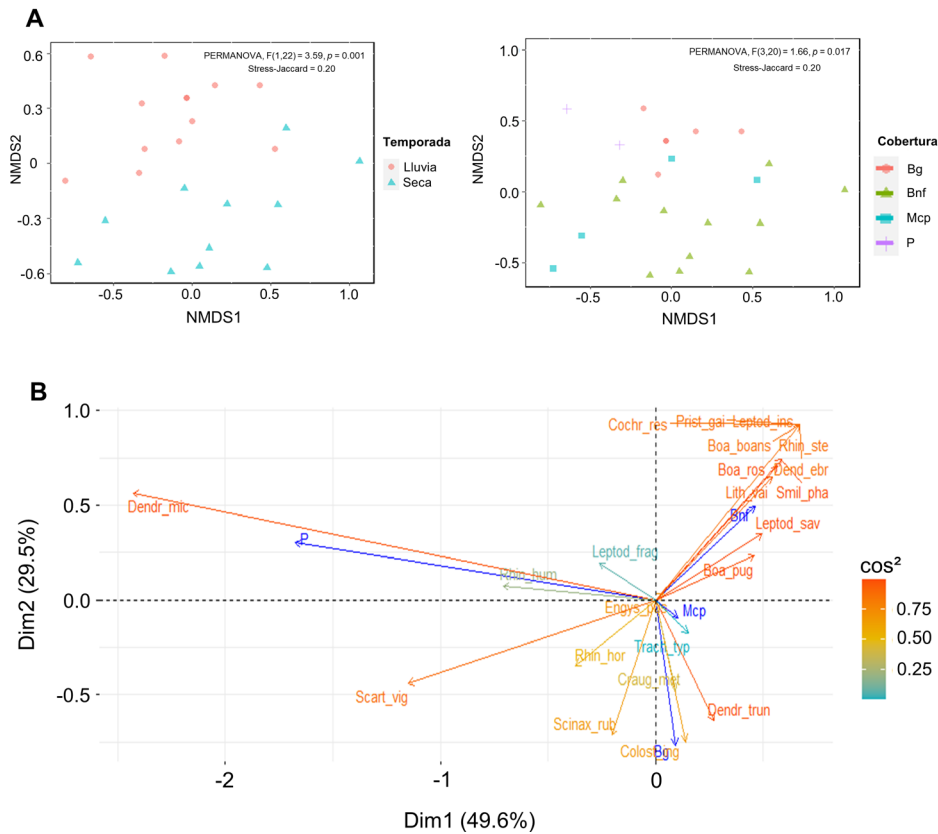 A
PERMANOVA, F(1,22) = 3.59, p = 0.001
Stress-Jaccard = 0.20
0.6
0.3
0
-0.3
-0.6
NMDS2
-0.5
0.0
0.5
1.0
NMDS1
Temporada
Lluvia
Seca
PERMANOVA, F(3,20) = 1.66, p = 0.017
Stress-Jaccard = 0.20
1.0
0.5
0.0
-0.5
NMDS2
-0.5
0.0
0.5
1.0
NMDS1
Cobertura
Bg
Bnf
Mcp
P
B
1.0
0.5
0.0
-0.5
Dim2 (29.5%)
Cochr_res
Prist_gai
Leptod_ins
Boa_boans
Rhin_ste
Boa_ros
Dend_ebr
Lith_vai
Smil_pha
Bnf
Leptod_sav
Boa_pug
Dendr_mic
P
Leptod_frag
Rhin_hum
Mcp
Trach_typ
Rhin_hor
Craug_met
Scart_vig
Dendr_trun
Scinax_rub
Bg
-2
-1
0
Dim1 (49.6%)
cos2
0.75
0.50
0.25